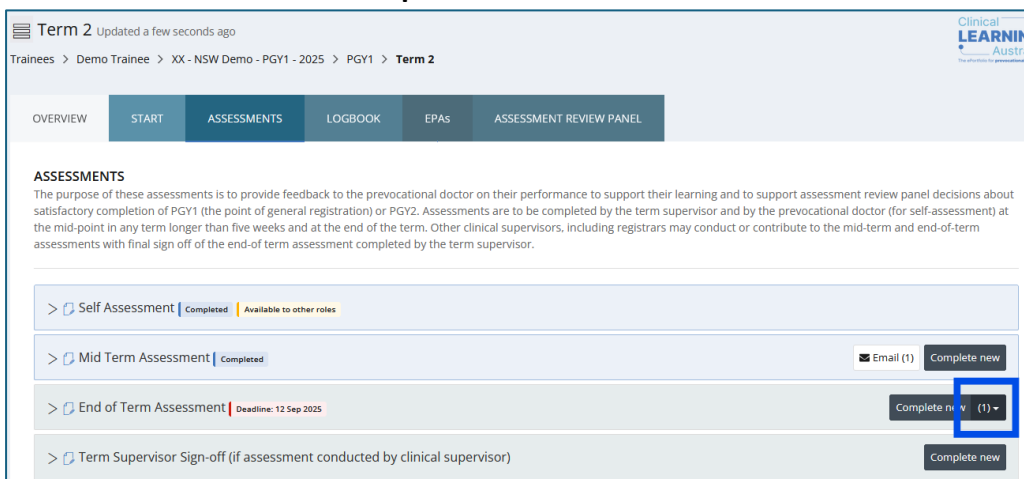 Term 2 Updated a few seconds ago
Clinical
LEARNIN
Austra
Trainees > Demo Trainee > XX - NSW Demo - PGY1 - 2025 > PGY1 > Term 2
OVERVIEW START ASSESSMENTS LOGBOOK EPAs ASSESSMENT REVIEW PANEL
ASSESSMENTS
The purpose of these assessments is to provide feedback to the prevocational doctor on their performance to support their learning and to support assessment review panel decisions about
satisfactory completion of PGY1 (the point of general registration) or PGY2. Assessments are to be completed by the term supervisor and by the prevocational doctor (for self-assessment) at
the mid-point in any term longer than five weeks and at the end of the term. Other clinical supervisors, including registrars may conduct or contribute to the mid-term and end-of-term
assessments with final sign off of the end-of term assessment completed by the term supervisor.
> Self Assessment Completed Available to other roles
> Mid Term Assessment Completed Email (1) Complete new
> End of Term Assessment Deadline: 12 Sep 2025 Complete new (1)
> Term Supervisor Sign-off (if assessment conducted by clinical supervisor) Complete new